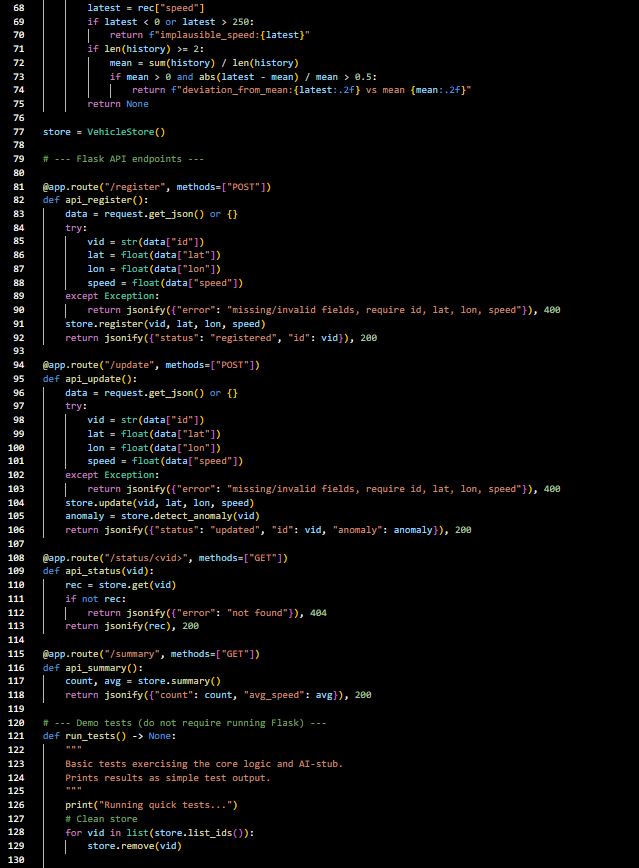 68 latest = rec["speed"]
69 if latest < 0 or latest > 250:
70 return f"implausible_speed:{latest}"
71 if len(history) >= 2:
72 mean = sum(history) / len(history)
73 if mean > 0 and abs(latest - mean) / mean > 0.5:
74 return f"deviation_from_mean:{latest:.2f} vs mean {mean:.2f}"
75 return None
76
77 store = VehicleStore()
78
79 # --- Flask API endpoints ---
80
81 @app.route("/register", methods=["POST"])
82 def api_register():
83 data = request.get_json() or {}
84 try:
85 vid = str(data["id"])
86 lat = float(data["lat"])
87 lon = float(data["lon"])
88 speed = float(data["speed"])
89 except Exception:
90 return jsonify({"error": "missing/invalid fields, require id, lat, lon, speed"}), 400
91 store.register(vid, lat, lon, speed)
92 return jsonify({"status": "registered", "id": vid}), 200
93
94 @app.route("/update", methods=["POST"])
95 def api_update():
96 data = request.get_json() or {}
97 try:
98 vid = str(data["id"])
99 lat = float(data["lat"])
100 lon = float(data["lon"])
101 speed = float(data["speed"])
102 except Exception:
103 return jsonify({"error": "missing/invalid fields, require id, lat, lon, speed"}), 400
104 store.update(vid, lat, lon, speed)
105 anomaly = store.detect_anomaly(vid)
106 return jsonify({"status": "updated", "id": vid, "anomaly": anomaly}), 200
107
108 @app.route("/status/<vid>", methods=["GET"])
109 def api_status(vid):
110 rec = store.get(vid)
111 if not rec:
112 return jsonify({"error": "not found"}), 404
113 return jsonify(rec), 200
114
115 @app.route("/summary", methods=["GET"])
116 def api_summary():
117 count, avg = store.summary()
118 return jsonify({"count": count, "avg_speed": avg}), 200
119
120 # --- Demo tests (do not require running Flask) ---
121 def run_tests() -> None:
122 """
123 Basic tests exercising the core logic and AI-stub.
124 Prints results as simple test output.
125 """
126 print("Running quick tests...")
127 # Clean store
128 for vid in list(store.list_ids()):
129 store.remove(vid)
130